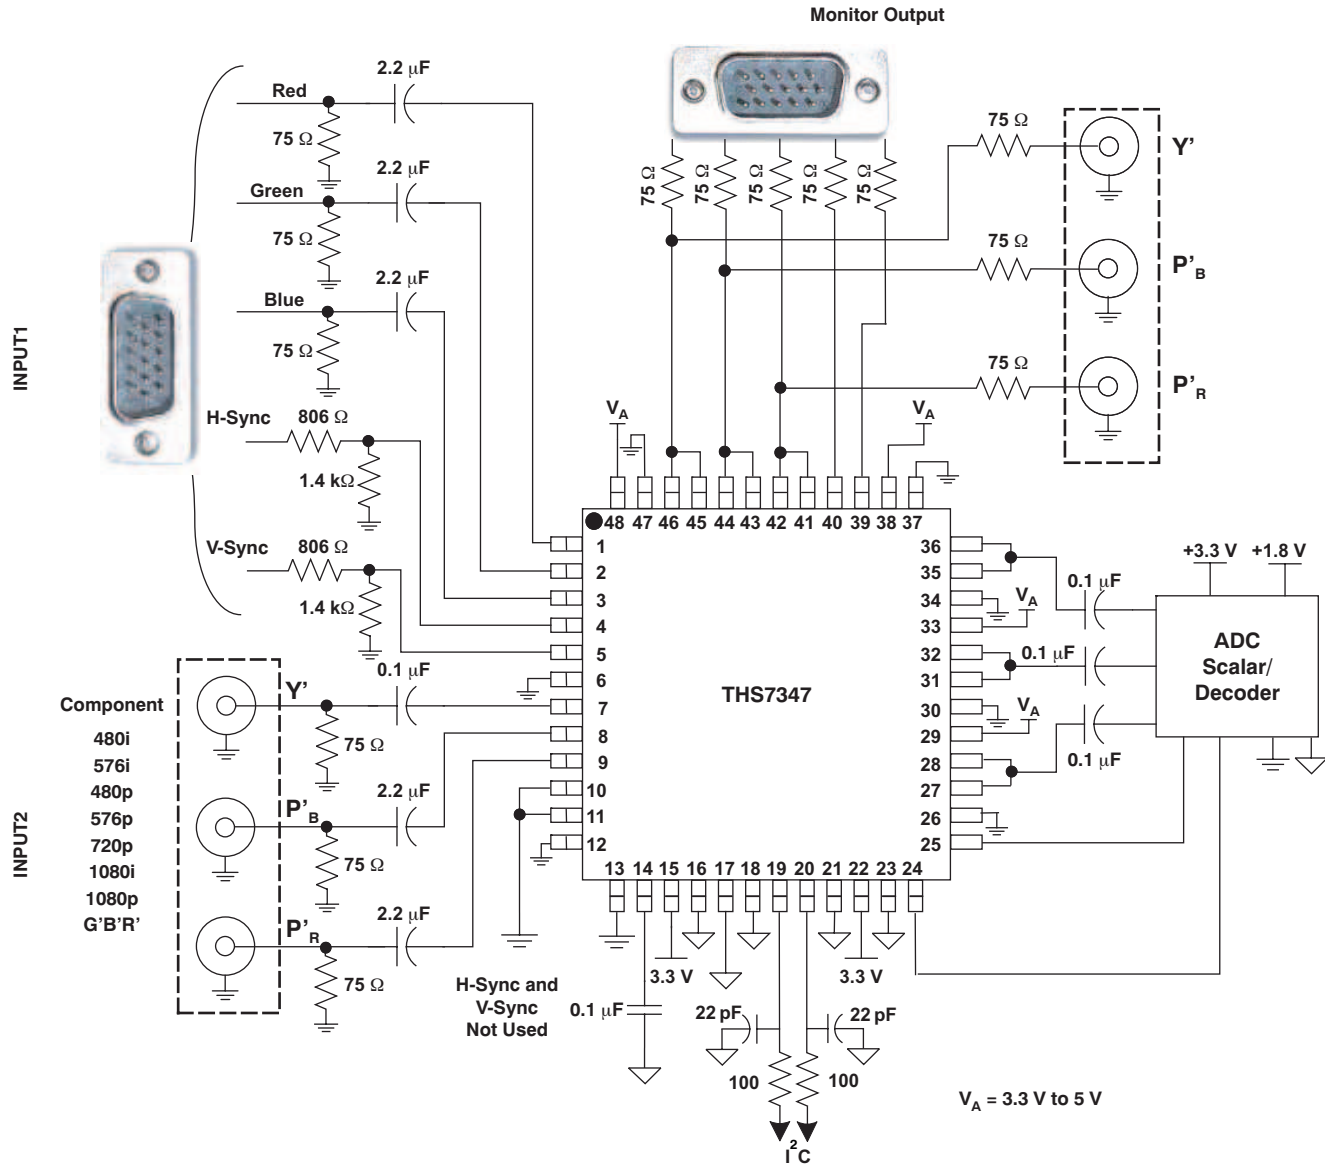 Monitor Output
INPUT1
Red
2.2 μF
75 Ω
Green
2.2 μF
75 Ω
Blue
2.2 μF
75 Ω
H-Sync
806 Ω
1.4 kΩ
V-Sync
806 Ω
1.4 kΩ
75 Ω
75 Ω
75 Ω
75 Ω
75 Ω
75 Ω
Y'
75 Ω
P'B
75 Ω
P'R
VA
VA
48 47 46 45 44 43 42 41 40 39 38 37
1
2
3
4
5
6
7
8
9
10
11
12
THS7347
36
35
34
33
32
31
30
29
28
27
26
25
VA
VA
0.1 μF
0.1 μF
0.1 μF
+3.3 V +1.8 V
ADC
Scalar/
Decoder
INPUT2
Component
480i
576i
480p
576p
720p
1080i
1080p
G'B'R'
Y'
0.1 μF
75 Ω
P'B
2.2 μF
75 Ω
P'R
2.2 μF
75 Ω
13 14 15 16 17 18 19 20 21 22 23 24
H-Sync and
V-Sync
Not Used
0.1 μF
3.3 V
3.3 V
22 pF
22 pF
100
100
I2C
VA = 3.3 V to 5 V